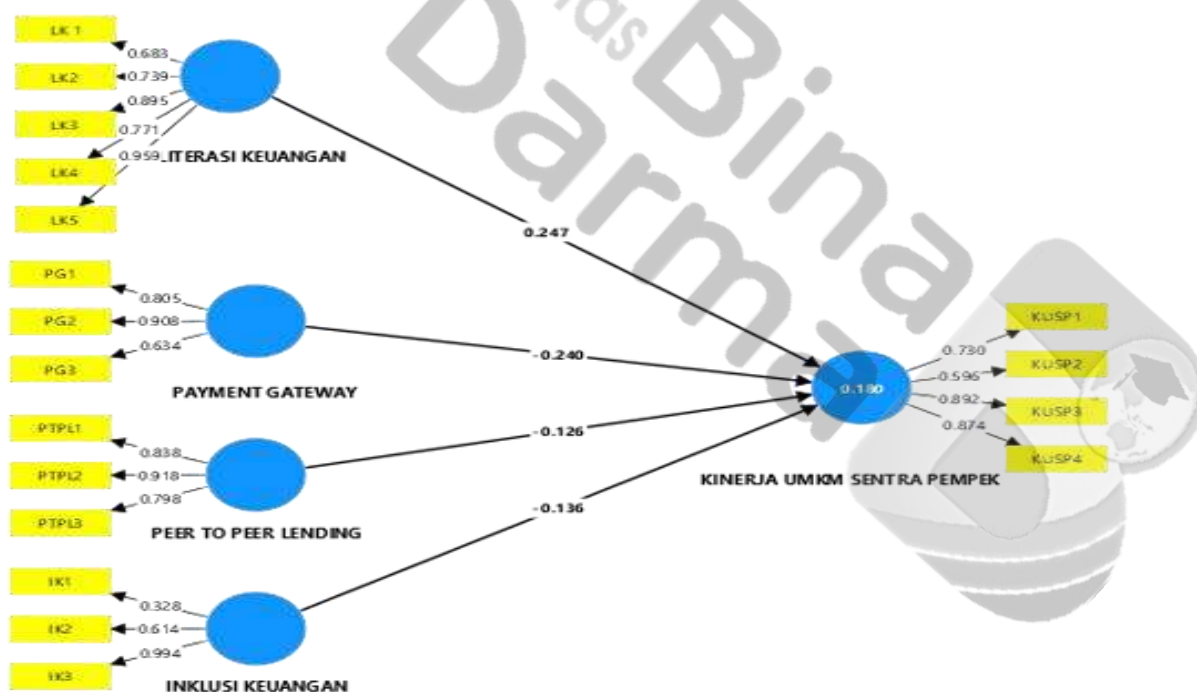 LK 1
0.683
LK2
0.739
0.895
LK3
0.771
0.959
LITERASI KEUANGAN
LK4
LK5
0.247
PG1
0.805
PG2
0.908
0.634
PG3
PAYMENT GATEWAY
-0.240
PTPL1
0.838
PTPL2
0.918
0.798
PTPL3
PEER TO PEER LENDING
-0.126
IK1
0.328
IK2
0.614
0.994
IK3
INKLUSI KEUANGAN
-0.136
0.180
KUSP1
0.730
KUSP2
0.596
0.892
KUSP3
0.874
KUSP4
KINERJA UMKM SENTRA PEMPEK
Bina
Darma